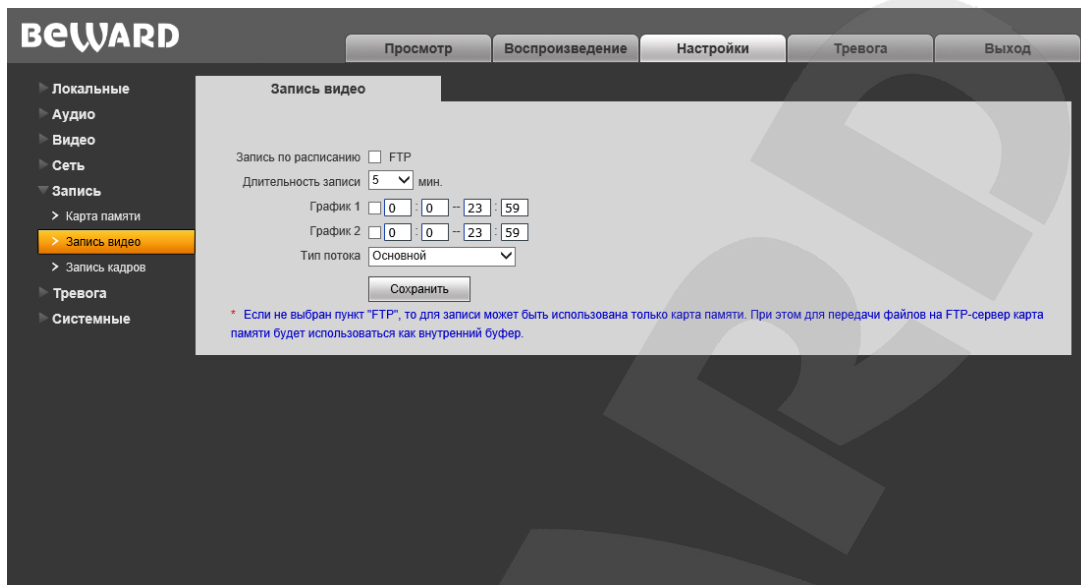 BEWARD
Просмотр Воспроизведение Настройки Тревога Выход
Локальные
Аудио
Видео
Сеть
Запись
> Карта памяти
> Запись видео
> Запись кадров
Тревога
Системные
Запись видео
Запись по расписанию FTP
Длительность записи 5 мин.
График 1 0 : 0 -- 23 : 59
График 2 0 : 0 -- 23 : 59
Тип потока Основной
Сохранить
* Если не выбран пункт "FTP", то для записи может быть использована только карта памяти. При этом для передачи файлов на FTP-сервер карта
памяти будет использоваться как внутренний буфер.